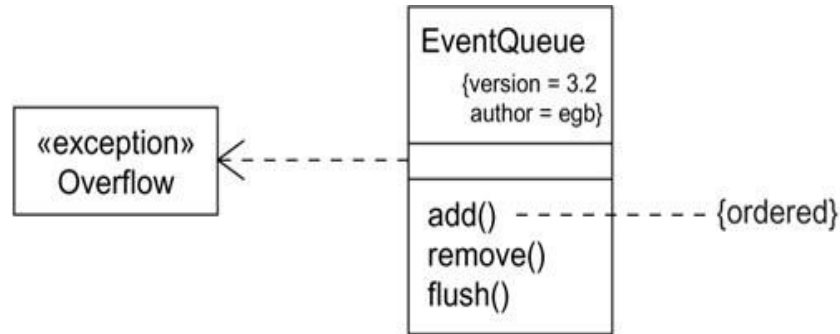 EventQueue
{version = 3.2
author = egb}
«exception»
Overflow
add()
{ordered}
remove()
flush()